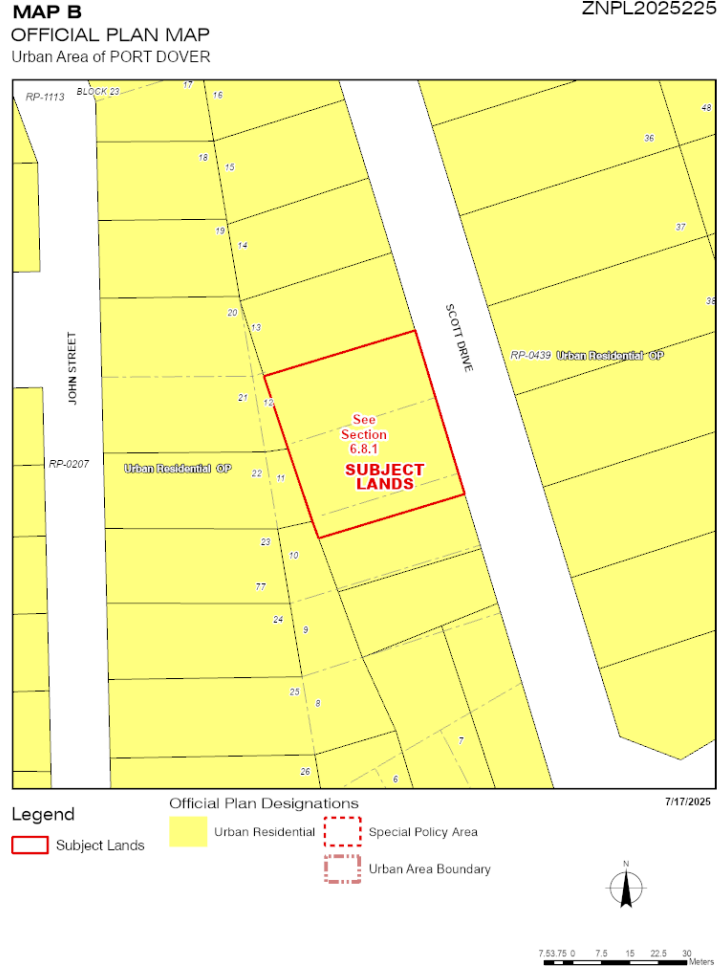 MAP B
ZNPL2025225
OFFICIAL PLAN MAP
Urban Area of PORT DOVER
RP-1113
BLOCK 23
17
16
48
36
18
15
37
19
14
38
20
13
SCOTT DRIVE
JOHN STREET
RP-0439 Urban Residential OP
21
12
See
Section
6.8.1
SUBJECT
LANDS
RP-0207
Urban Residential OP
22
11
23
10
77
24
9
25
8
7
26
6
7/17/2025
Legend
Official Plan Designations
Subject Lands
Urban Residential
Special Policy Area
Urban Area Boundary
N
7.53.75 0 7.5 15 22.5 30
Meters